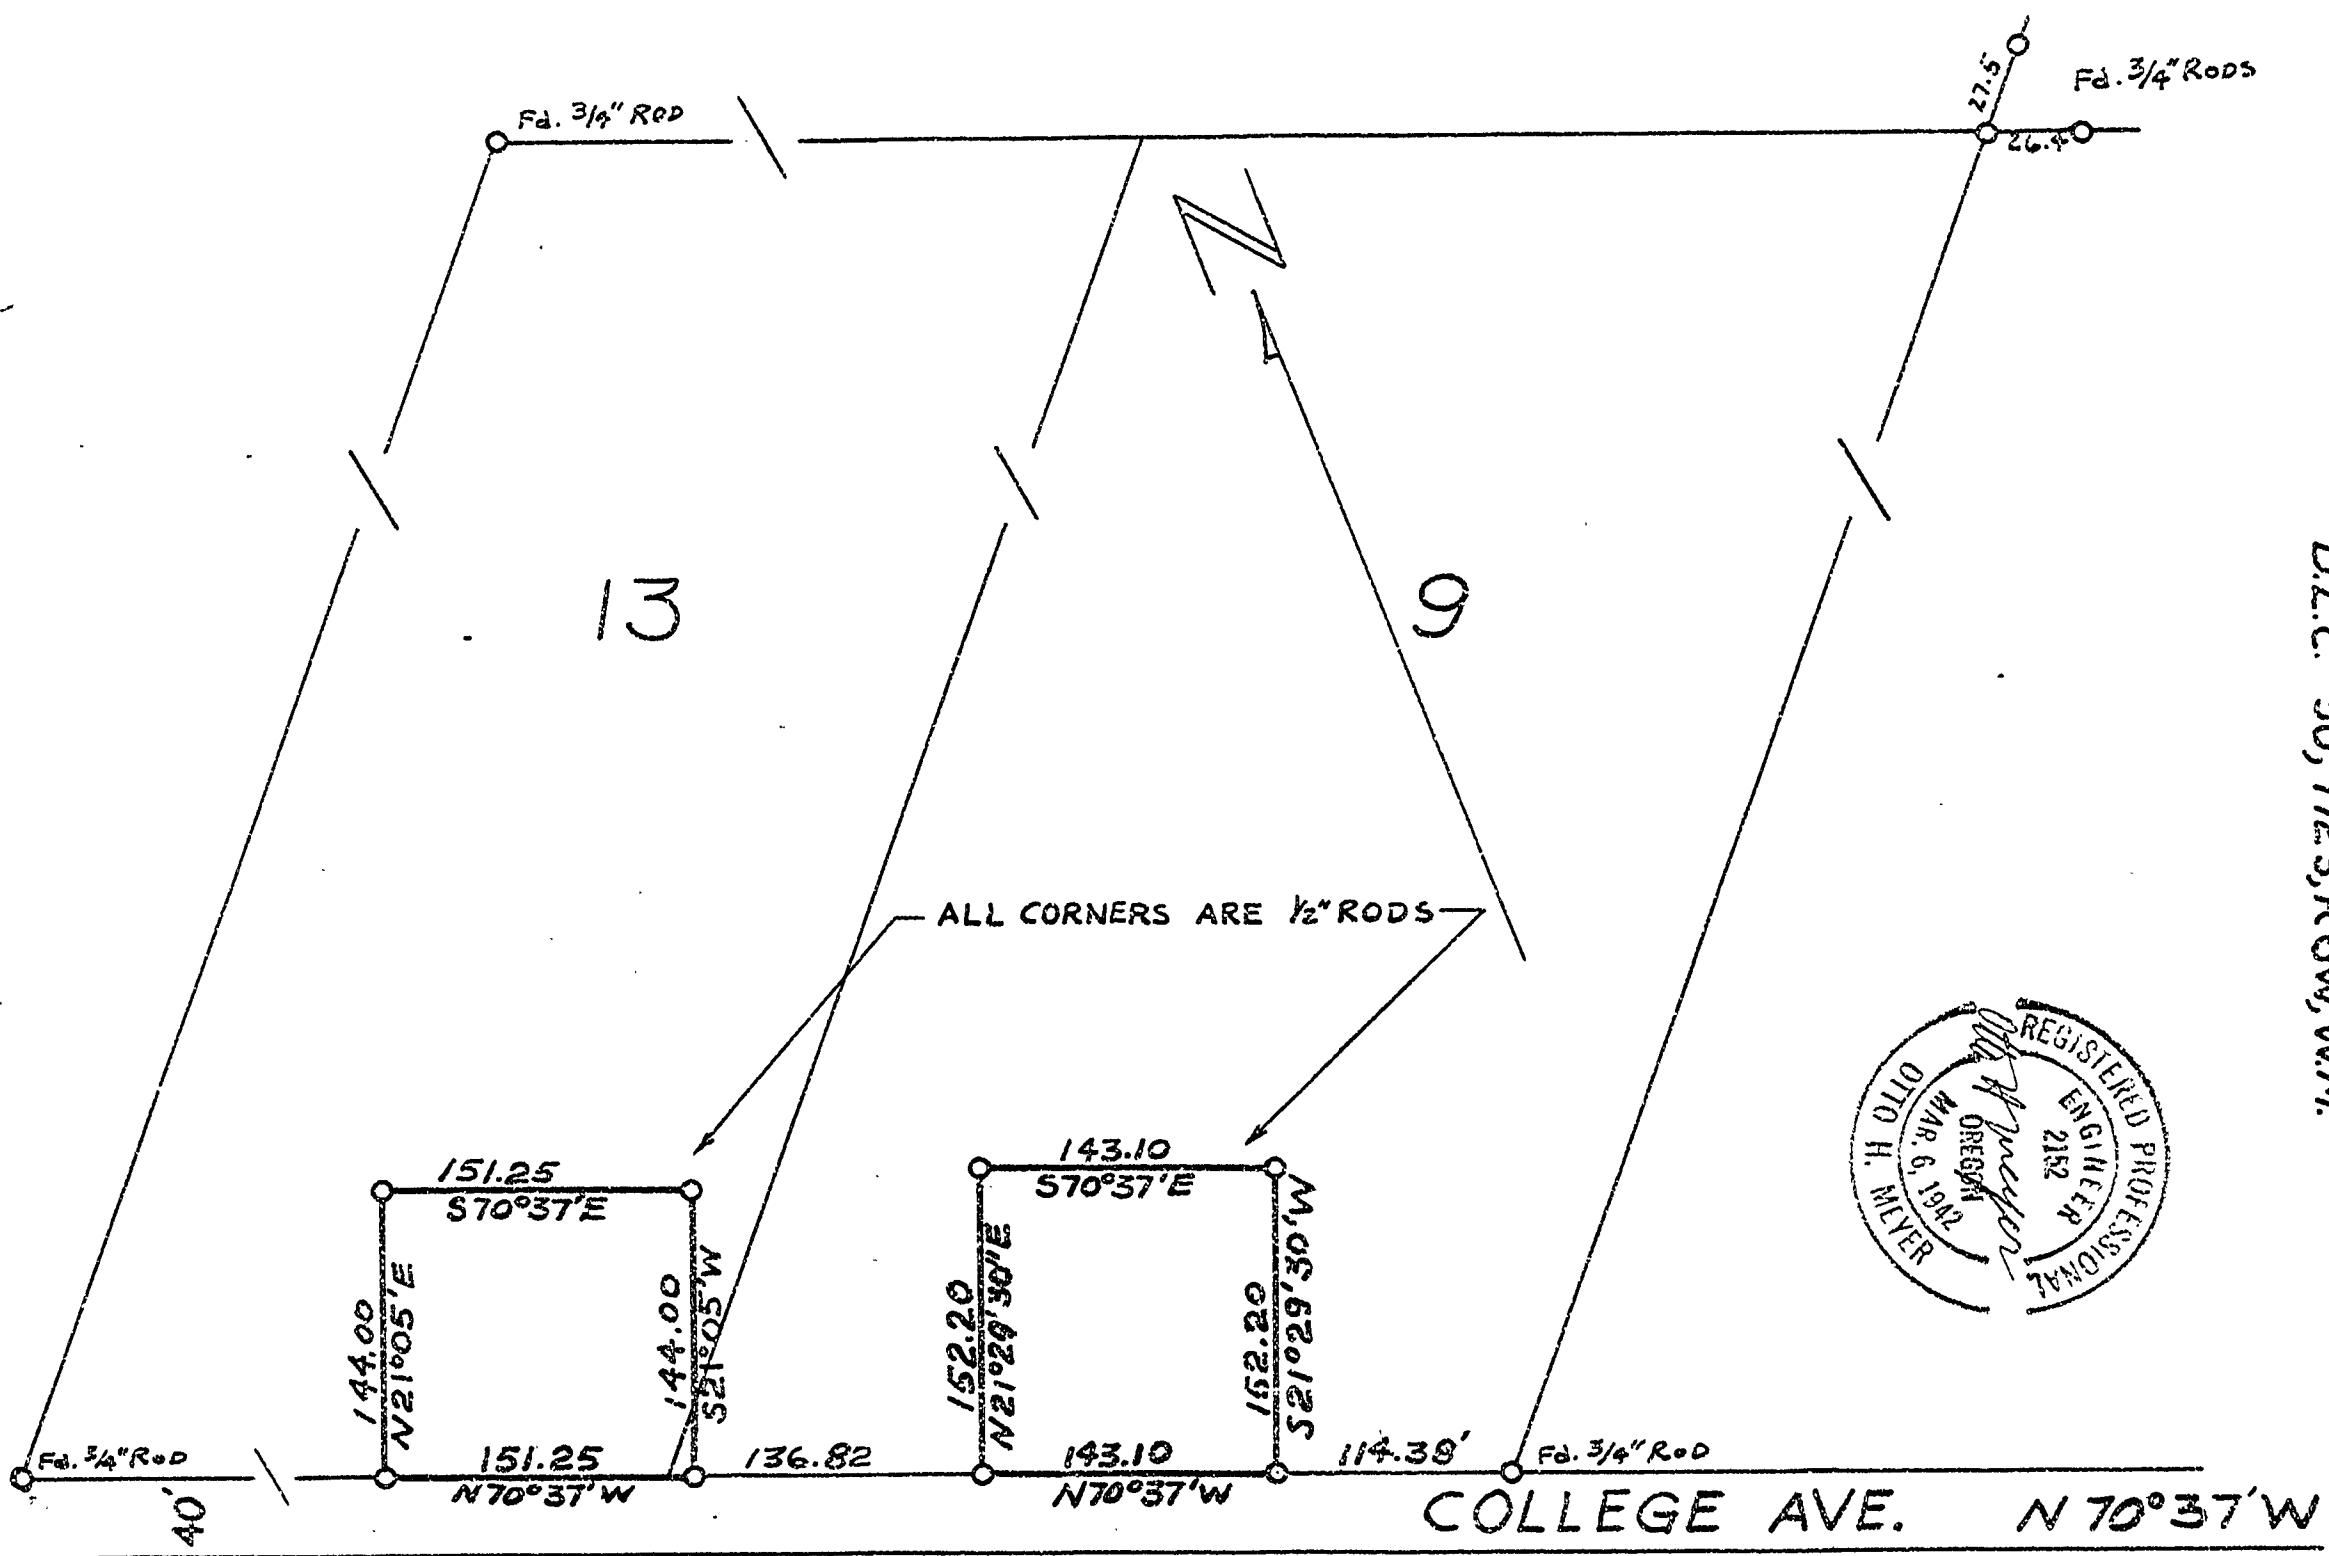 27.5
Fd. 3/4" RODS
Fd. 3/4" ROD
26.4
N
13
9
ALL CORNERS ARE 1/2" RODS
REGISTERED PROFESSIONAL
ENGINEER
2152
OREGON
MAR. 6, 1942
OTTO H. MEYER
Otto H Meyer
151.25
S70°37'E
143.10
S70°37'E
144.00
N21°05'E
144.00
S21°05'W
152.20
N21°29'30"E
152.20
S21°29'30"W
Fd. 3/4" ROD
151.25
N70°37'W
136.82
143.10
N70°37'W
114.38'
Fd. 3/4" ROD
40'
COLLEGE AVE. N 70°37'W